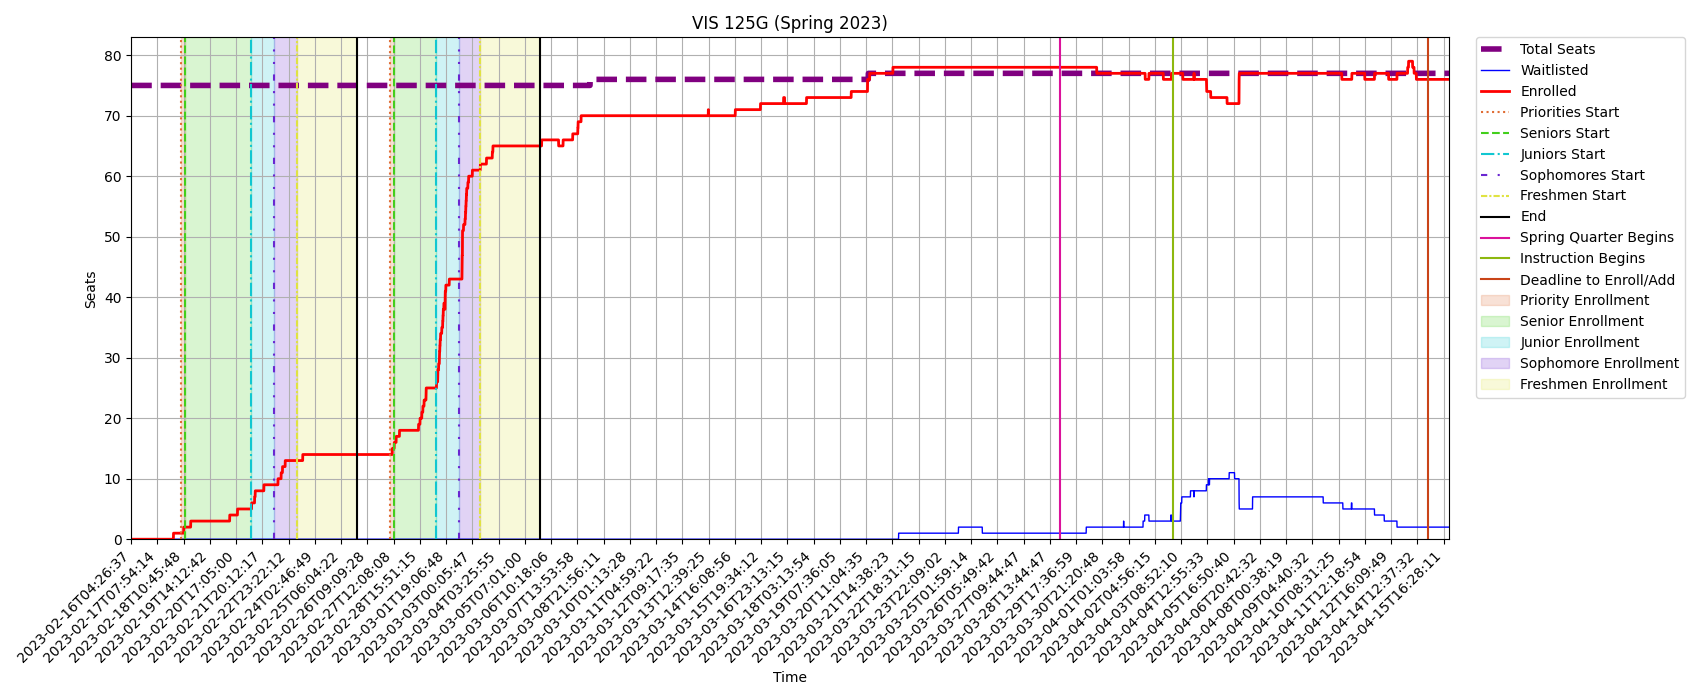 VIS 125G (Spring 2023)
80
70
60
50
40
30
20
10
0
Seats
2023-02-16T04:26:37
2023-02-17T07:54:14
2023-02-18T10:45:48
2023-02-19T14:12:42
2023-02-20T17:05:00
2023-02-21T20:12:17
2023-02-22T23:22:12
2023-02-24T02:46:49
2023-02-25T06:04:22
2023-02-26T09:09:28
2023-02-27T12:08:08
2023-02-28T15:51:15
2023-03-01T19:06:48
2023-03-03T00:05:47
2023-03-04T03:25:55
2023-03-05T07:01:00
2023-03-06T10:18:06
2023-03-07T13:53:58
2023-03-08T21:56:11
2023-03-10T01:13:28
2023-03-11T04:59:22
2023-03-12T09:17:35
2023-03-13T12:39:25
2023-03-14T16:08:56
2023-03-15T19:34:12
2023-03-16T23:13:15
2023-03-18T03:13:54
2023-03-19T07:36:05
2023-03-20T11:04:35
2023-03-21T14:38:23
2023-03-22T18:31:15
2023-03-23T22:09:02
2023-03-25T01:59:14
2023-03-26T05:49:42
2023-03-27T09:44:47
2023-03-28T13:44:47
2023-03-29T17:36:59
2023-03-30T21:20:48
2023-04-01T01:03:58
2023-04-02T04:56:15
2023-04-03T08:52:10
2023-04-04T12:55:33
2023-04-05T16:50:40
2023-04-06T20:42:32
2023-04-08T00:38:19
2023-04-09T04:40:32
2023-04-10T08:31:25
2023-04-11T12:18:54
2023-04-12T16:09:49
2023-04-14T12:37:32
2023-04-15T16:28:11
Time
Total Seats
Waitlisted
Enrolled
Priorities Start
Seniors Start
Juniors Start
Sophomores Start
Freshmen Start
End
Spring Quarter Begins
Instruction Begins
Deadline to Enroll/Add
Priority Enrollment
Senior Enrollment
Junior Enrollment
Sophomore Enrollment
Freshmen Enrollment